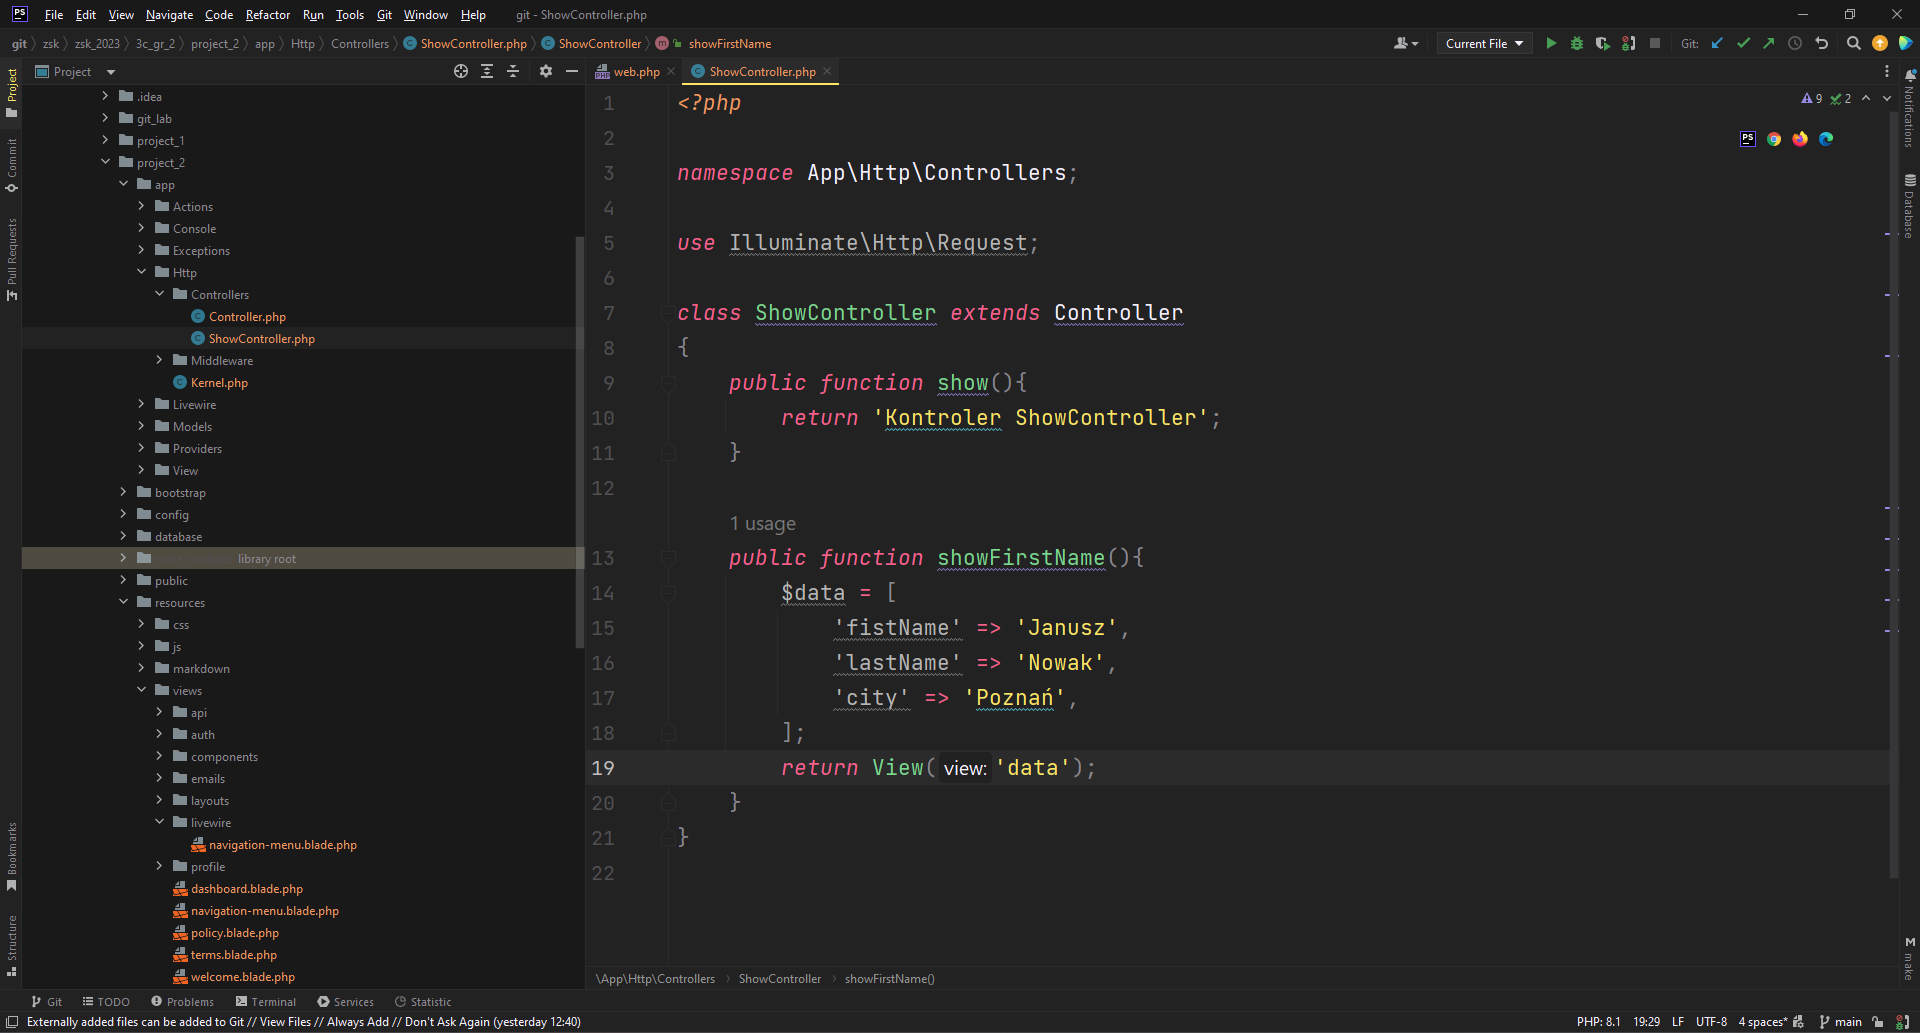 PS File Edit View Navigate Code Refactor Run Tools Git Window Help git - ShowController.php
git zsk zsk_2023 3c_gr_2 project_2 app Http Controllers ShowController.php ShowController m showFirstName Current File Git:
Project
web.php ShowController.php
Project
Commit
Pull Requests
Bookmarks
Structure
.idea
git_lab
project_1
project_2
app
Actions
Console
Exceptions
Http
Controllers
Controller.php
ShowController.php
Middleware
Kernel.php
Livewire
Models
Providers
View
bootstrap
config
database
library root
public
resources
css
js
markdown
views
api
auth
components
emails
layouts
livewire
navigation-menu.blade.php
profile
dashboard.blade.php
navigation-menu.blade.php
policy.blade.php
terms.blade.php
welcome.blade.php
9 2
1 <?php
2
3 namespace App\Http\Controllers;
4
5 use Illuminate\Http\Request;
6
7 class ShowController extends Controller
8 {
9 public function show(){
10 return 'Kontroler ShowController';
11 }
12
1 usage
13 public function showFirstName(){
14 $data = [
15 'fistName' => 'Janusz',
16 'lastName' => 'Nowak',
17 'city' => 'Poznań',
18 ];
19 return View( view: 'data');
20 }
21 }
22
Notifications
Database
M make
\App\Http\Controllers ShowController showFirstName()
Git TODO Problems Terminal Services Statistic
Externally added files can be added to Git // View Files // Always Add // Don't Ask Again (yesterday 12:40) PHP: 8.1 19:29 LF UTF-8 4 spaces* main